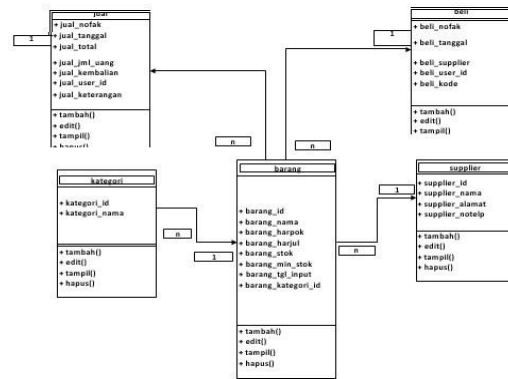 jual
+ jual_nofak
+ jual_tanggal
+ jual_total
+ jual_jml_uang
+ jual_kembalian
+ jual_user_id
+ jual_keterangan
+ tambah()
+ edit()
+ tampil()
+ hapus()
1
beli
+ beli_nofak
+ beli_tanggal
+ beli_supplier
+ beli_user_id
+ beli_kode
+ tambah()
+ edit()
+ tampil()
1
n
n
kategori
+ kategori_id
+ kategori_nama
+ tambah()
+ edit()
+ tampil()
+ hapus()
n
1
barang
+ barang_id
+ barang_nama
+ barang_harpok
+ barang_harjul
+ barang_stok
+ barang_min_stok
+ barang_tgl_input
+ barang_kategori_id
+ tambah()
+ edit()
+ tampil()
+ hapus()
1
n
supplier
+ supplier_id
+ supplier_nama
+ supplier_alamat
+ supplier_notelp
+ tambah()
+ edit()
+ tampil()
+ hapus()